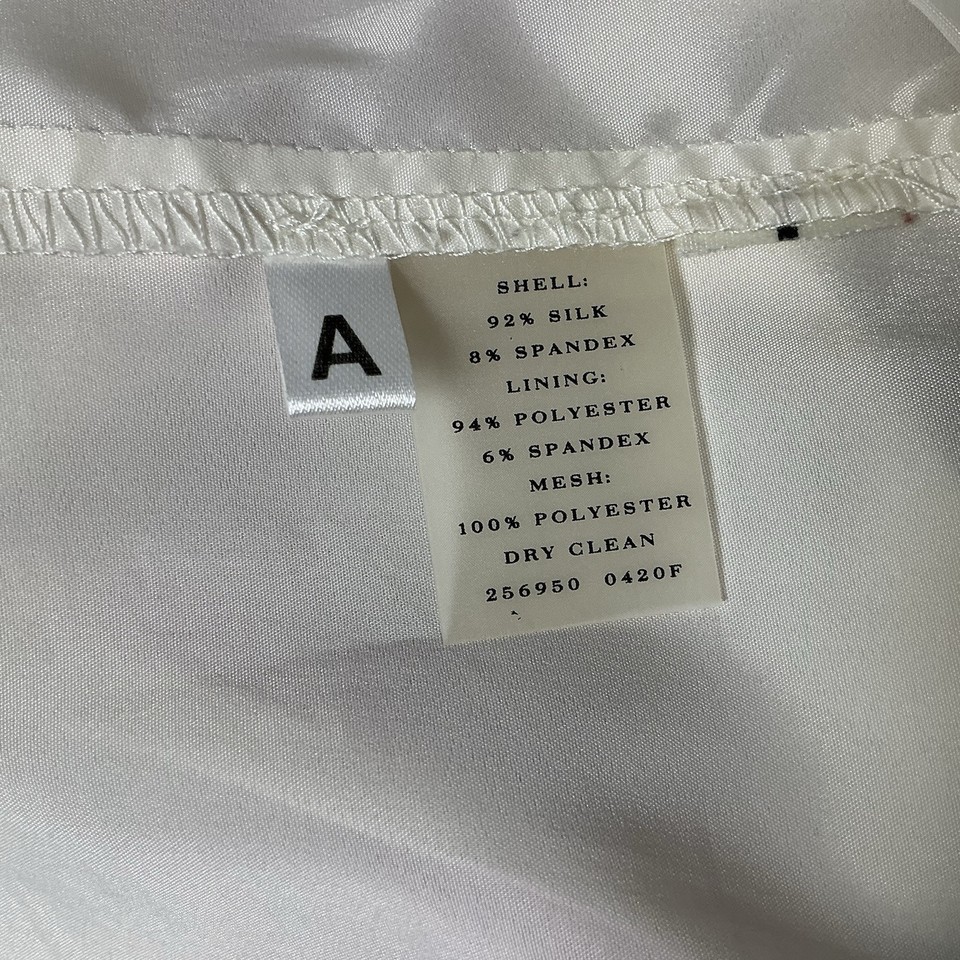 A
SHELL:
92% SILK
8% SPANDEX
LINING:
94% POLYESTER
6% SPANDEX
MESH:
100% POLYESTER
DRY CLEAN
256950 0420F